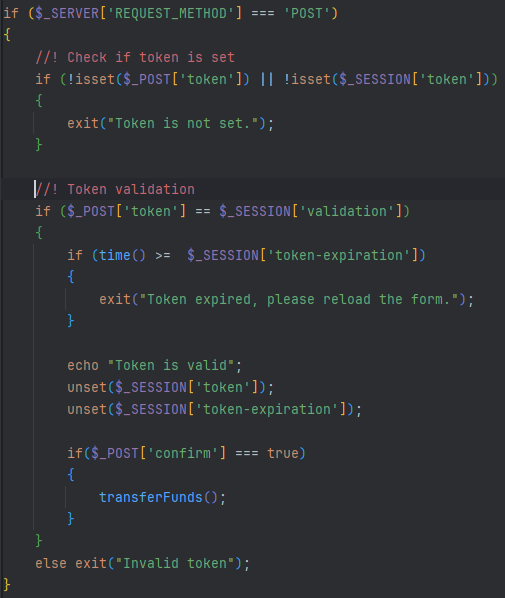 if ($_SERVER['REQUEST_METHOD'] === 'POST')
{
    //! Check if token is set
    if (!isset($_POST['token']) || !isset($_SESSION['token']))
    {
        exit("Token is not set.");
    }

    //! Token validation
    if ($_POST['token'] == $_SESSION['validation'])
    {
        if (time() >=  $_SESSION['token-expiration'])
        {
            exit("Token expired, please reload the form.");
        }

        echo "Token is valid";
        unset($_SESSION['token']);
        unset($_SESSION['token-expiration']);

        if($_POST['confirm'] === true)
        {
            transferFunds();
        }
    }
    else exit("Invalid token");
}